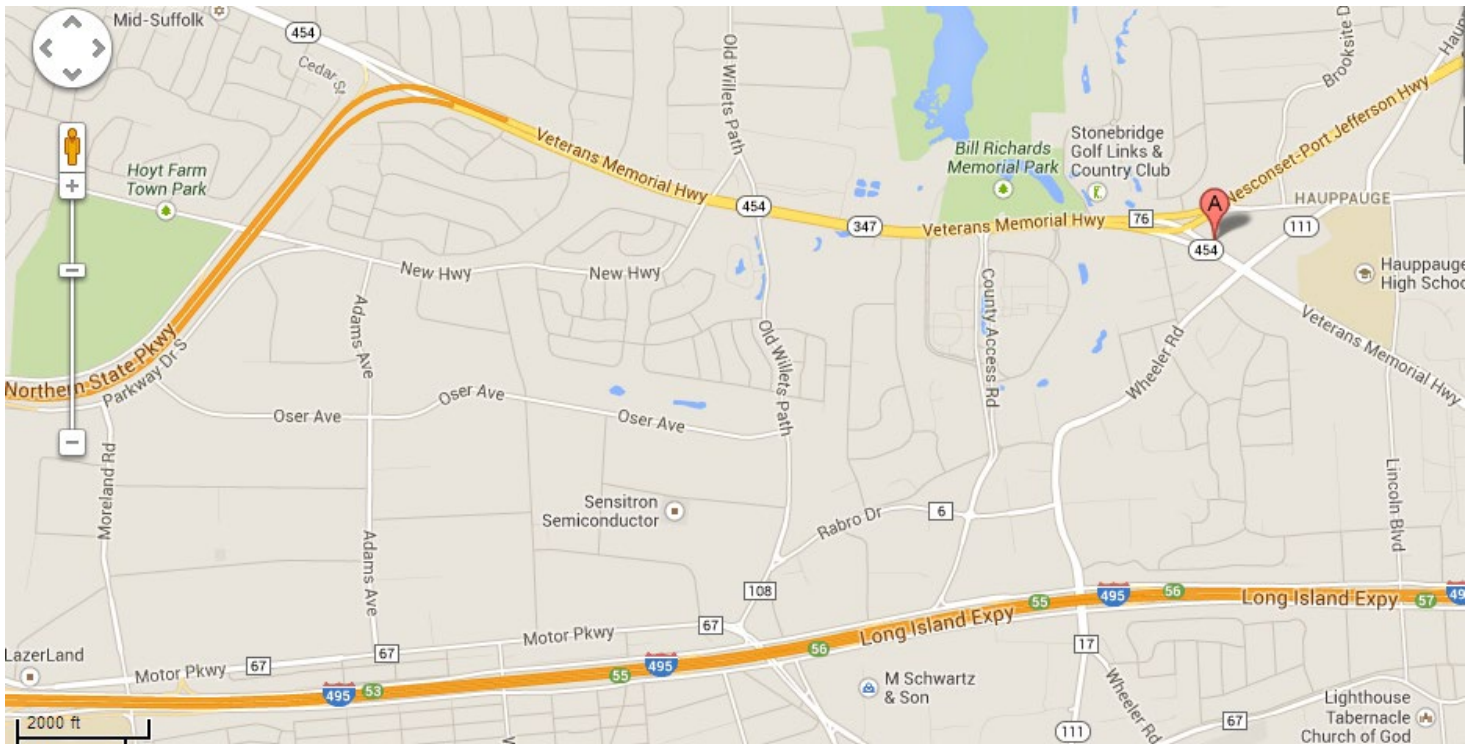 Mid-Suffolk
454
Cedar St
Old Willets Path
Brooksite D
Haup
Veterans Memorial Hwy
Nesconset-Port Jefferson Hwy
Stonebridge
Golf Links &
Country Club
Bill Richards
Memorial Park
Hoyt Farm
Town Park
454
347
Veterans Memorial Hwy
76
A
HAUPPAUGE
111
454
Hauppauge
High Schoo
New Hwy
New Hwy
Adams Ave
County Access Rd
Old Willets Path
Veterans Memorial Hwy
Wheeler Rd
Northern State Pkwy
Parkway Dr S
Oser Ave
Oser Ave
Oser Ave
Moreland Rd
Lincoln Blvd
Sensitron
Semiconductor
Rabro Dr
6
Adams Ave
108
495
56
55
Long Island Expy
57
49
67
Motor Pkwy
Long Island Expy
56
17
67
LazerLand
Motor Pkwy
67
495
55
495
53
M Schwartz
& Son
Wheeler Rd
Lighthouse
Tabernacle
Church of God
67
111
2000 ft